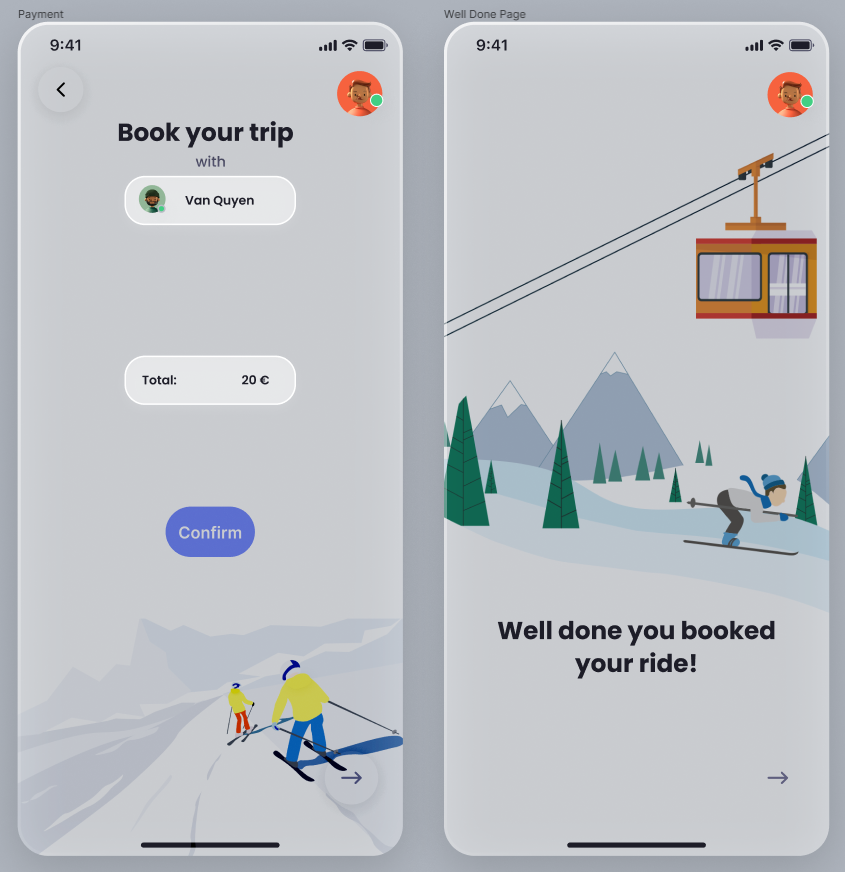 Payment
9:41
Book your trip
with
Van Quyen
Total: 20 €
Confirm
Well Done Page
9:41
Well done you booked
your ride!